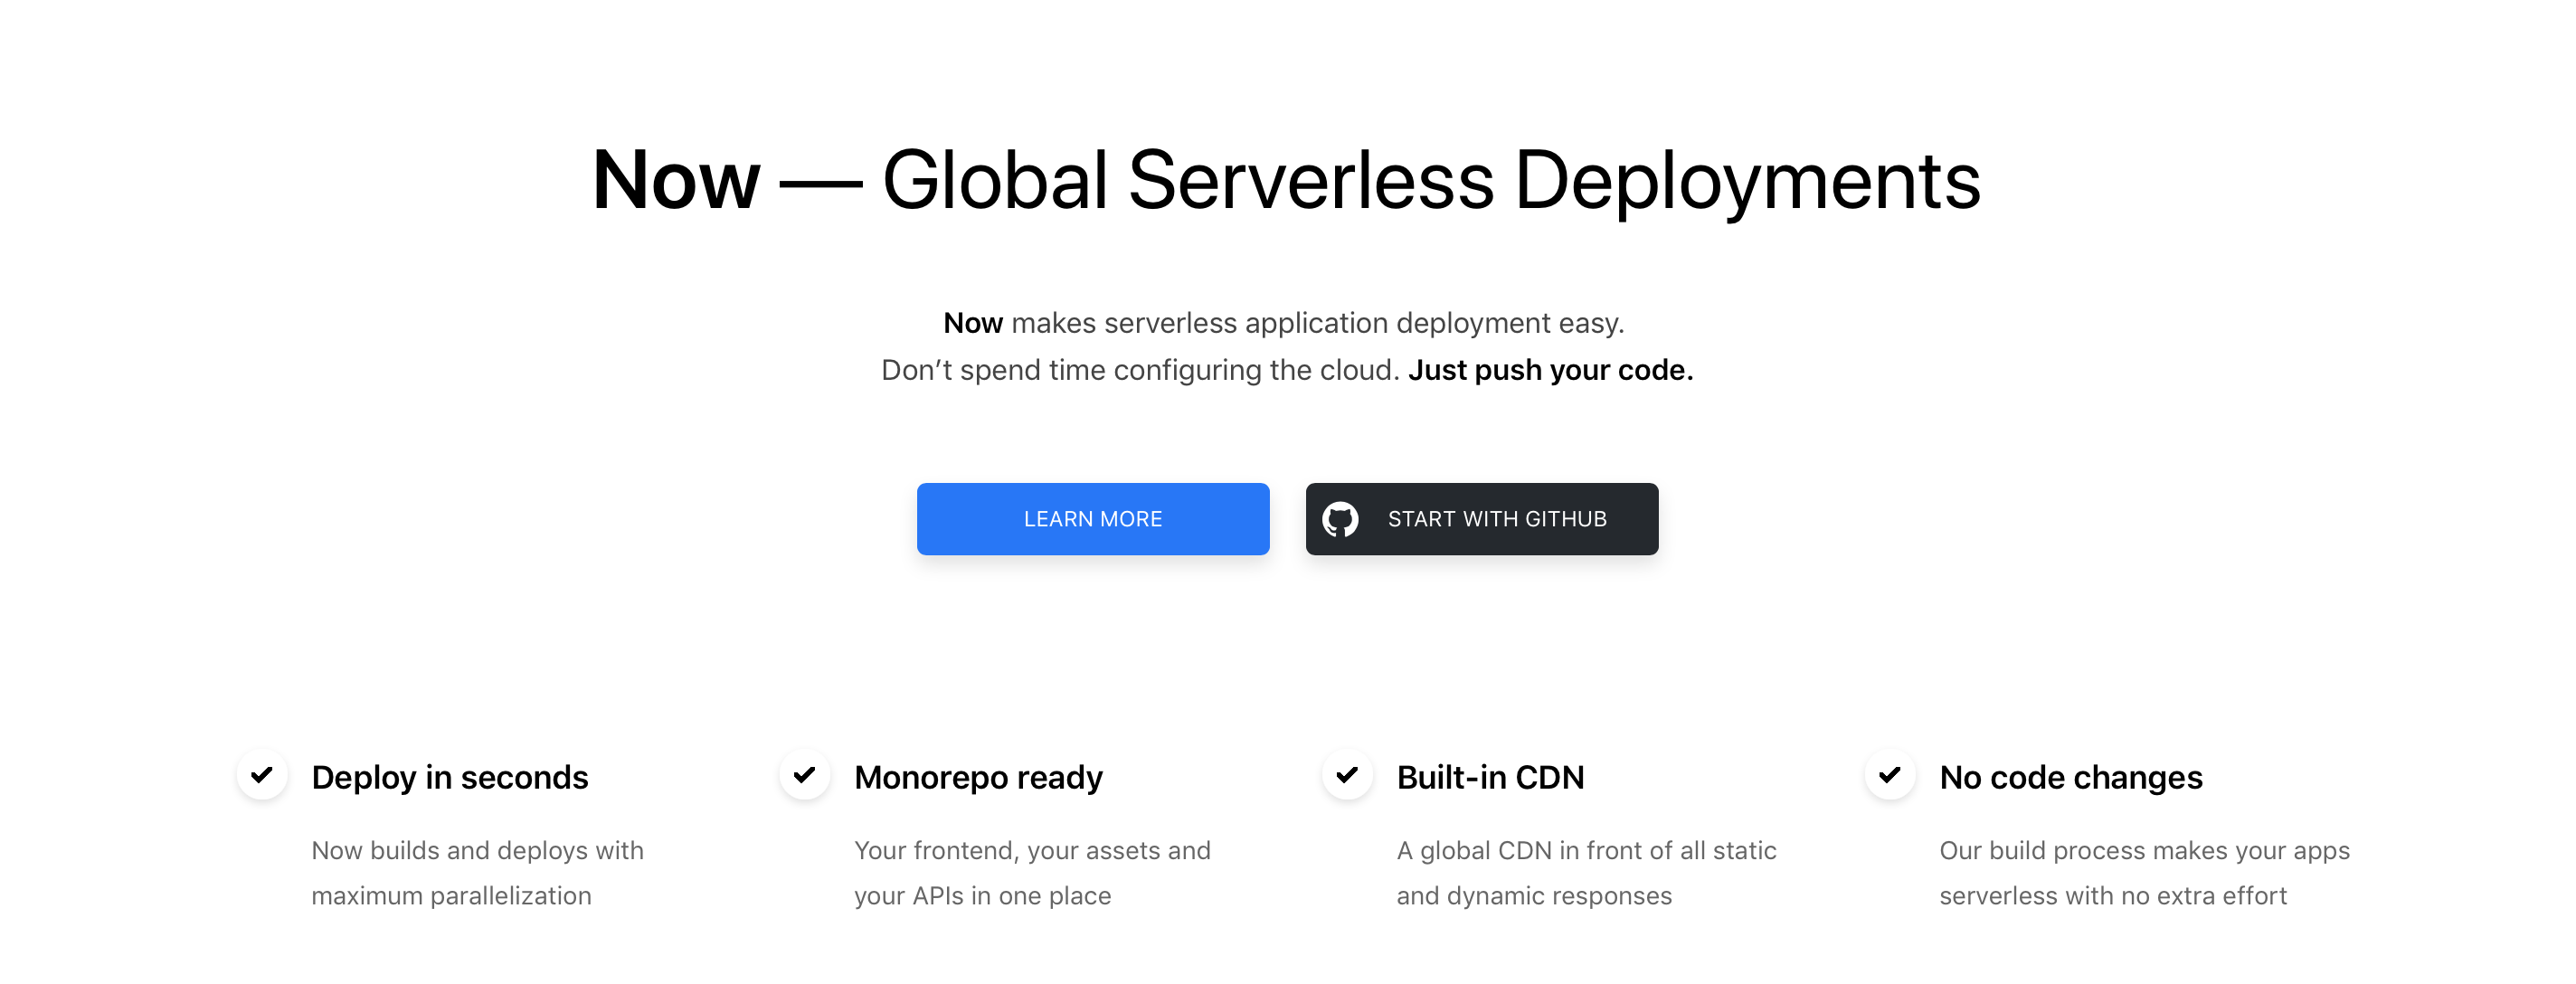 Now — Global Serverless Deployments
Now makes serverless application deployment easy.
Don’t spend time configuring the cloud. Just push your code.
LEARN MORE
START WITH GITHUB
Deploy in seconds
Now builds and deploys with
maximum parallelization
Monorepo ready
Your frontend, your assets and
your APIs in one place
Built-in CDN
A global CDN in front of all static
and dynamic responses
No code changes
Our build process makes your apps
serverless with no extra effort